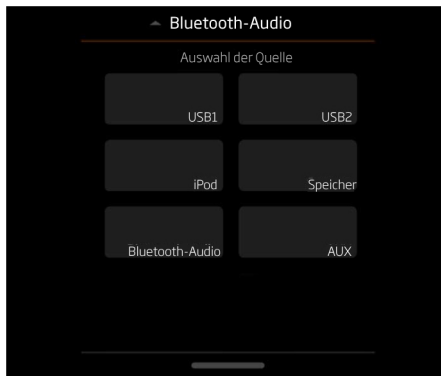 Bluetooth-Audio
Auswahl der Quelle
USB1
USB2
iPod
Speicher
Bluetooth-Audio
AUX